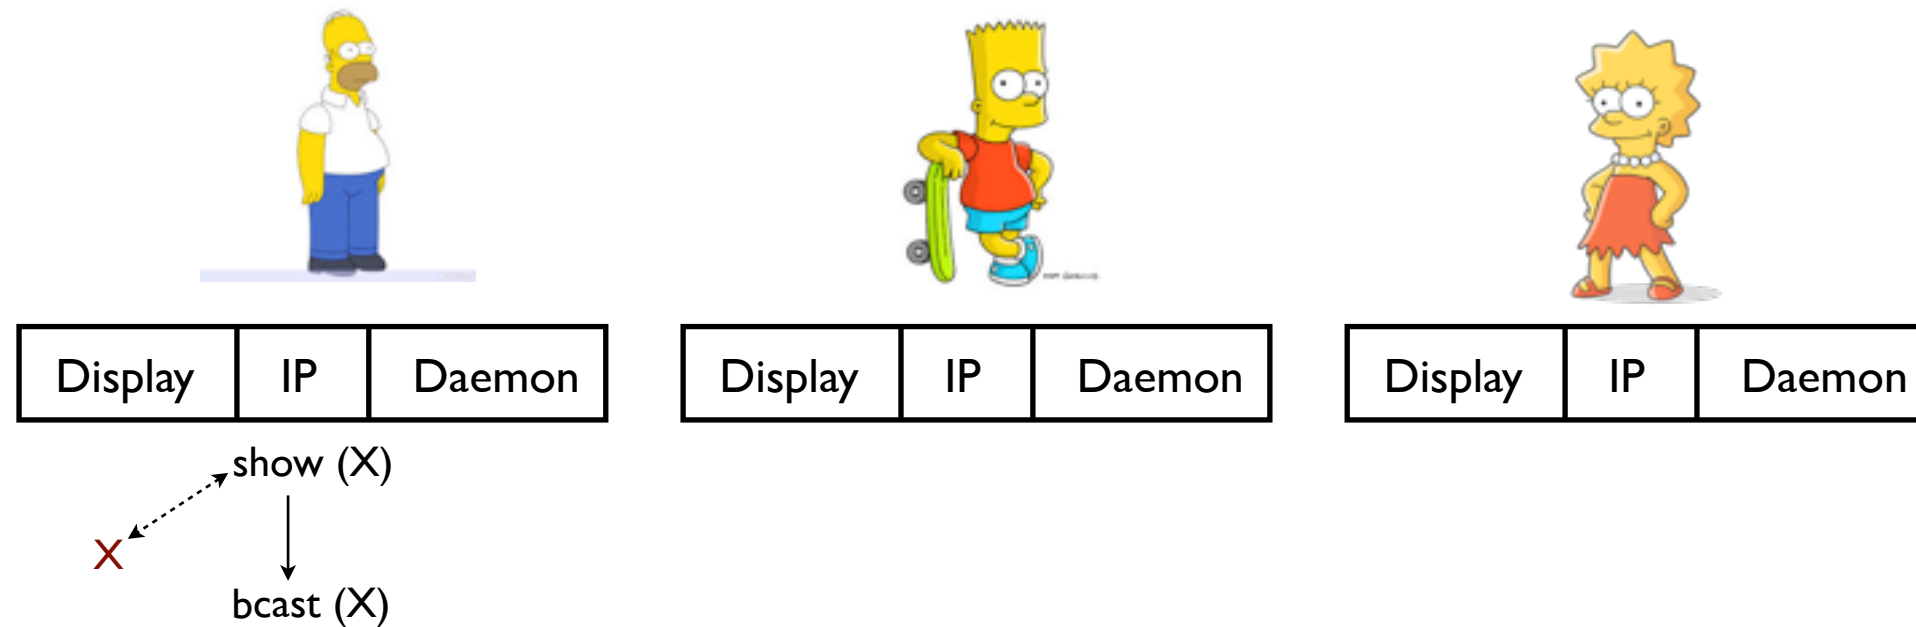 Display IP Daemon
Display IP Daemon
Display IP Daemon
show (X)
X
bcast (X)